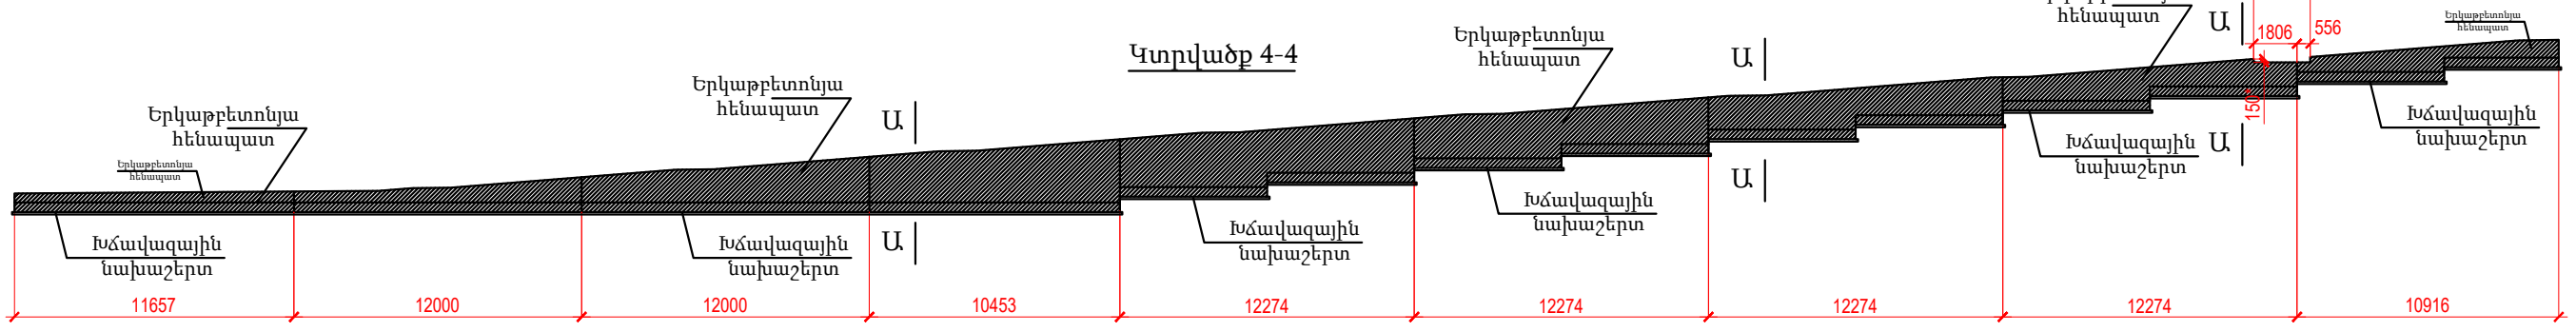 Կտրվածք 4-4
Երկաթբետոնյա
հենապատ
Երկաթբետոնյա
հենապատ
Երկաթբետոնյա
հենապատ
Երկաթբետոնյա
հենապատ
հենապատ
Երկաթբետոնյա
հենապատ
Ա
Ա
Ա
Ա
Ա
Ա
1806
556
150*
Խճավազային
նախաշերտ
Խճավազային
նախաշերտ
Խճավազային
նախաշերտ
Խճավազային
նախաշերտ
Խճավազային
նախաշերտ
Խճավազային
նախաշերտ
11657
12000
12000
10453
12274
12274
12274
12274
10916